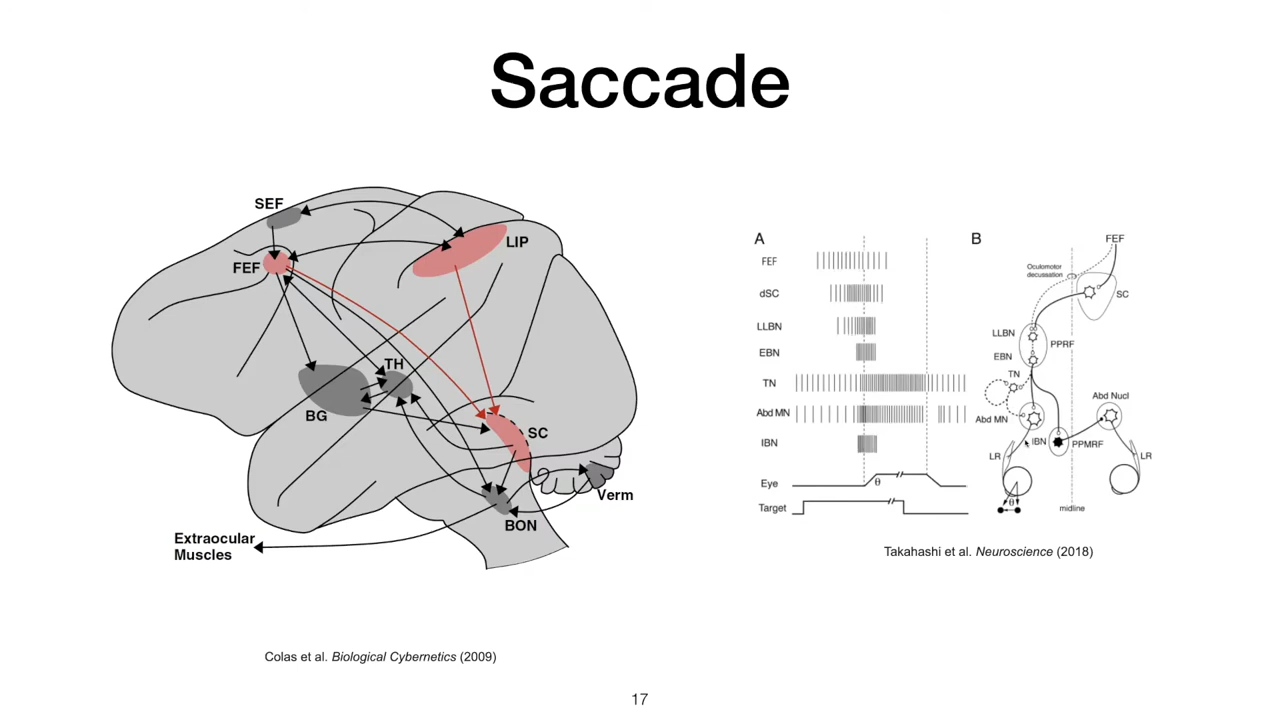 Saccade
SEF
LIP
FEF
TH
BG
SC
Verm
BON
Extraocular
Muscles
Colas et al. Biological Cybernetics (2009)
A
FEF
dSC
LLBN
EBN
TN
Abd MN
IBN
Eye
θ
Target
B
FEF
Oculomotor
decussation
SC
LLBN
PPRF
EBN
TN
Abd Nucl
Abd MN
IBN
PPMRF
LR
LR
θ
midline
Takahashi et al. Neuroscience (2018)
17